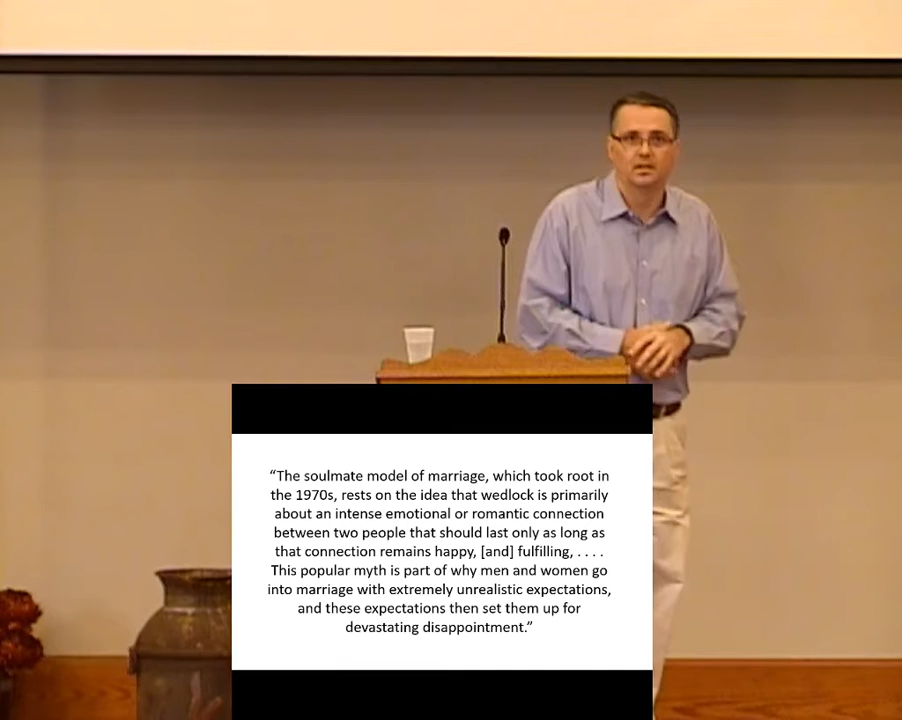 “The soulmate model of marriage, which took root in
the 1970s, rests on the idea that wedlock is primarily
about an intense emotional or romantic connection
between two people that should last only as long as
that connection remains happy, [and] fulfilling, . . . .
This popular myth is part of why men and women go
into marriage with extremely unrealistic expectations,
and these expectations then set them up for
devastating disappointment.”